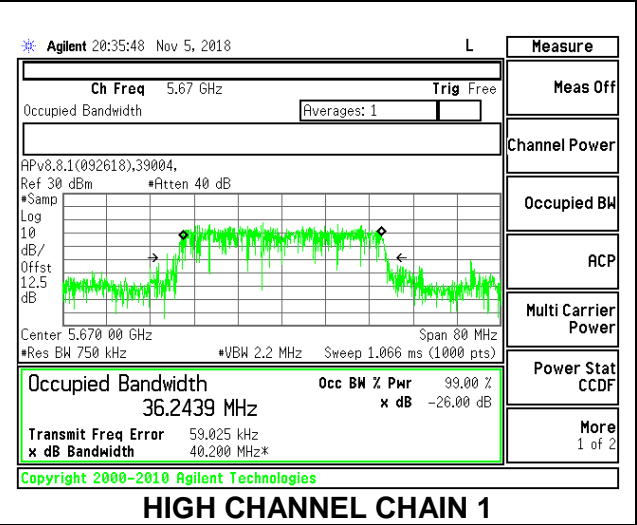 Agilent 20:35:48 Nov 5, 2018 L Measure
Ch Freq 5.67 GHz Trig Free Meas Off
Occupied Bandwidth Averages: 1
Channel Power
APv8.8.1(092618),39004,
Ref 30 dBm #Atten 40 dB
#Samp Occupied BW
Log
10
dB/ ACP
Offst
12.5
dB
Multi Carrier
Power
Center 5.670 00 GHz Span 80 MHz
#Res BW 750 kHz #VBW 2.2 MHz Sweep 1.066 ms (1000 pts)
Power Stat
CCDF
Occupied Bandwidth Occ BW % Pwr 99.00 %
36.2439 MHz x dB -26.00 dB
Transmit Freq Error 59.025 kHz More
x dB Bandwidth 40.200 MHz* 1 of 2
Copyright 2000-2010 Agilent Technologies
HIGH CHANNEL CHAIN 1